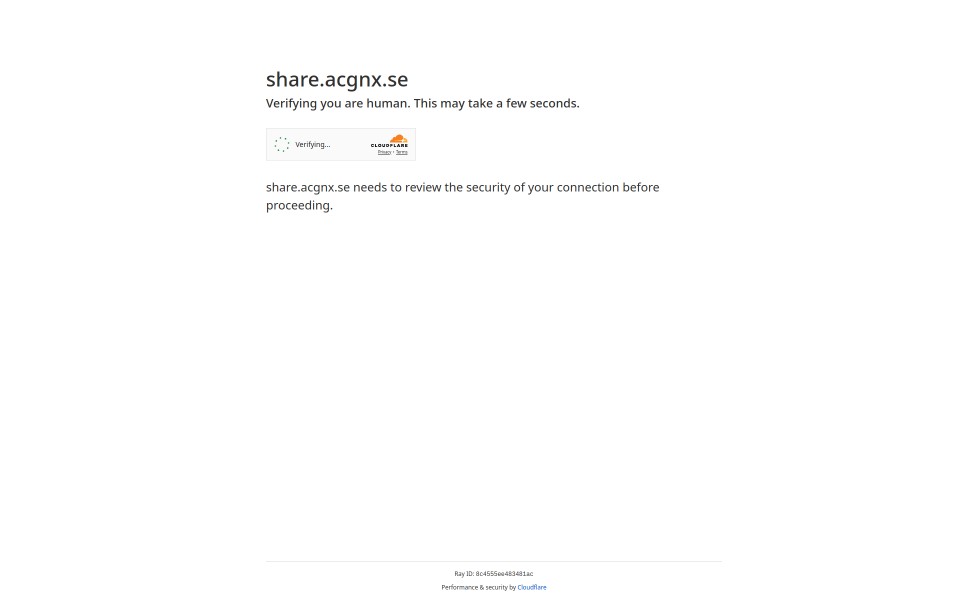 share.acgnx.se
Verifying you are human. This may take a few seconds.
Verifying...
CLOUDFLARE
Privacy • Terms
share.acgnx.se needs to review the security of your connection before
proceeding.
Ray ID: 8c4555ee483481ac
Performance & security by Cloudflare